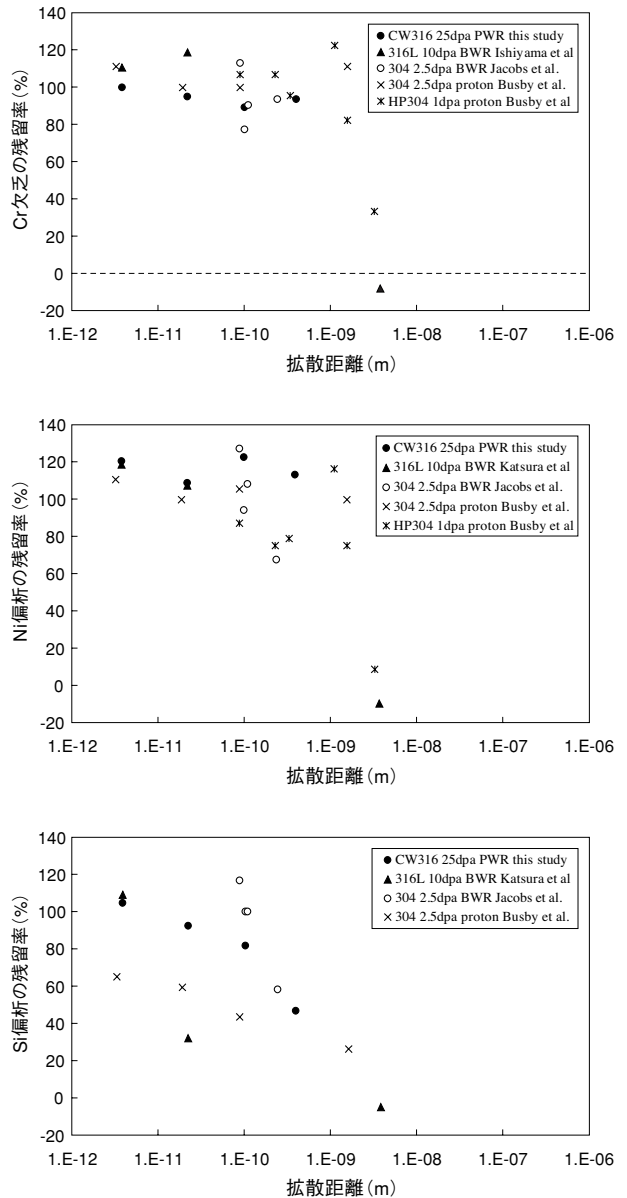 140
120
100
80
60
40
20
0
-20
Cr欠乏の残留率(%)
CW316 25dpa PWR this study
316L 10dpa BWR Ishiyama et al
304 2.5dpa BWR Jacobs et al.
304 2.5dpa proton Busby et al.
HP304 1dpa proton Busby et al
1.E-12 1.E-11 1.E-10 1.E-09 1.E-08 1.E-07 1.E-06
拡散距離(m)
140
120
100
80
60
40
20
0
-20
Ni偏析の残留率(%)
CW316 25dpa PWR this study
316L 10dpa BWR Katsura et al
304 2.5dpa BWR Jacobs et al.
304 2.5dpa proton Busby et al.
HP304 1dpa proton Busby et al
1.E-12 1.E-11 1.E-10 1.E-09 1.E-08 1.E-07 1.E-06
拡散距離(m)
140
120
100
80
60
40
20
0
-20
Si偏析の残留率(%)
CW316 25dpa PWR this study
316L 10dpa BWR Katsura et al
304 2.5dpa BWR Jacobs et al.
304 2.5dpa proton Busby et al.
1.E-12 1.E-11 1.E-10 1.E-09 1.E-08 1.E-07 1.E-06
拡散距離(m)